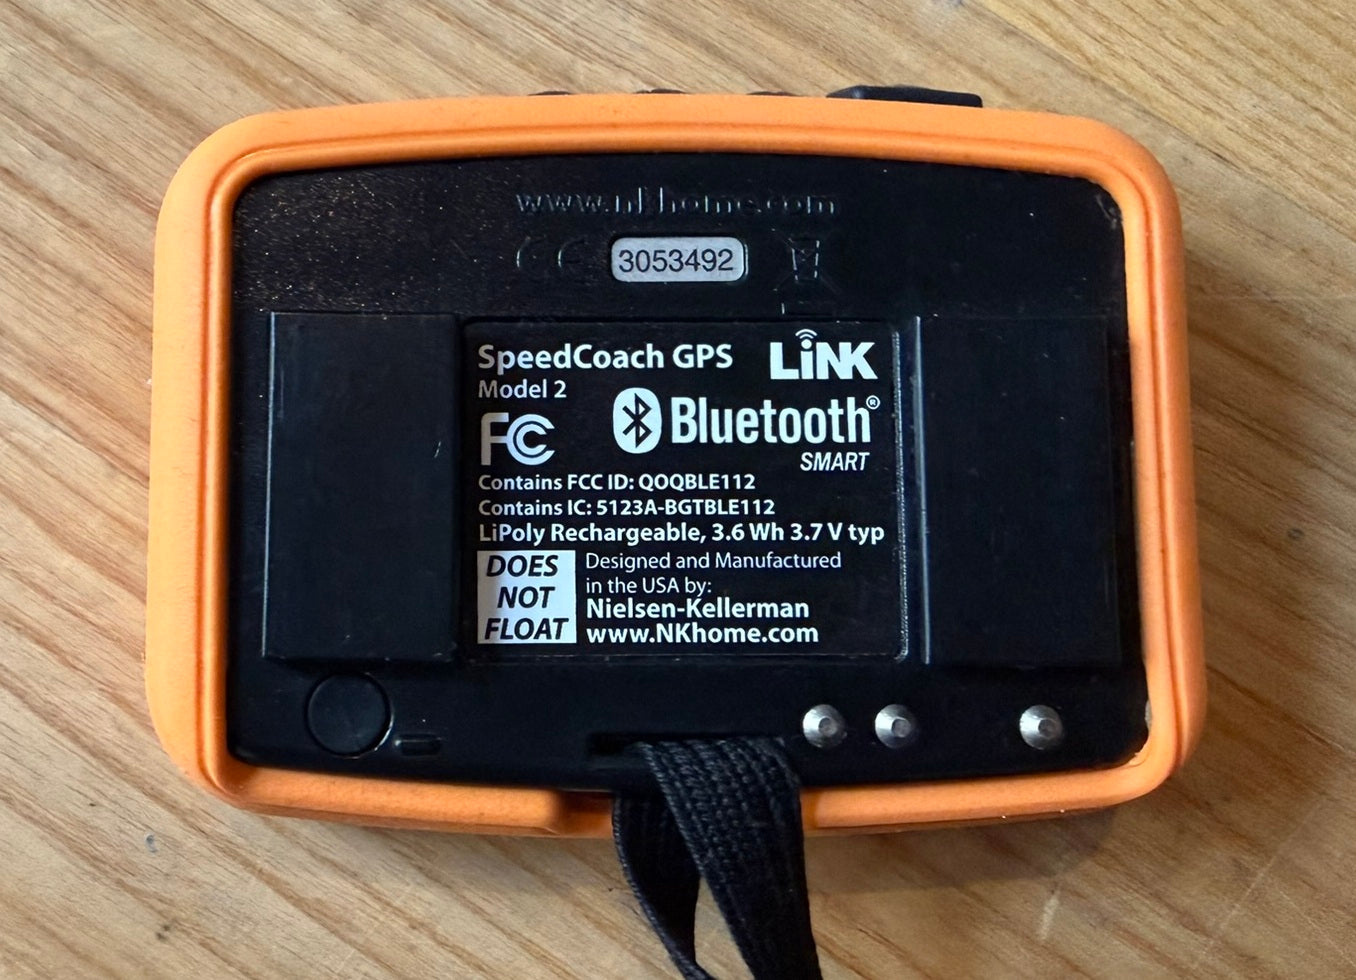 www.nkhome.com
CE 3053492
SpeedCoach GPS LiNK
Model 2
FC Bluetooth®
SMART
Contains FCC ID: QOQBLE112
Contains IC: 5123A-BGTBLE112
LiPoly Rechargeable, 3.6 Wh 3.7 V typ
DOES
NOT
FLOAT
Designed and Manufactured
in the USA by:
Nielsen-Kellerman
www.NKhome.com